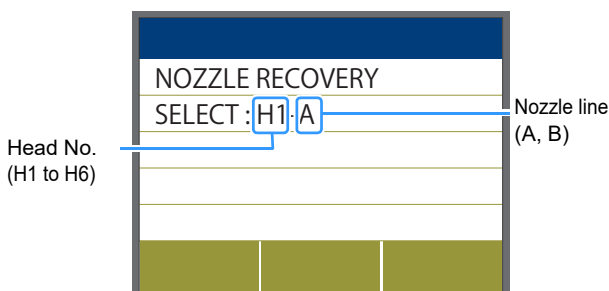 NOZZLE RECOVERY
SELECT : H1-A
Nozzle line
(A, B)
Head No.
(H1 to H6)